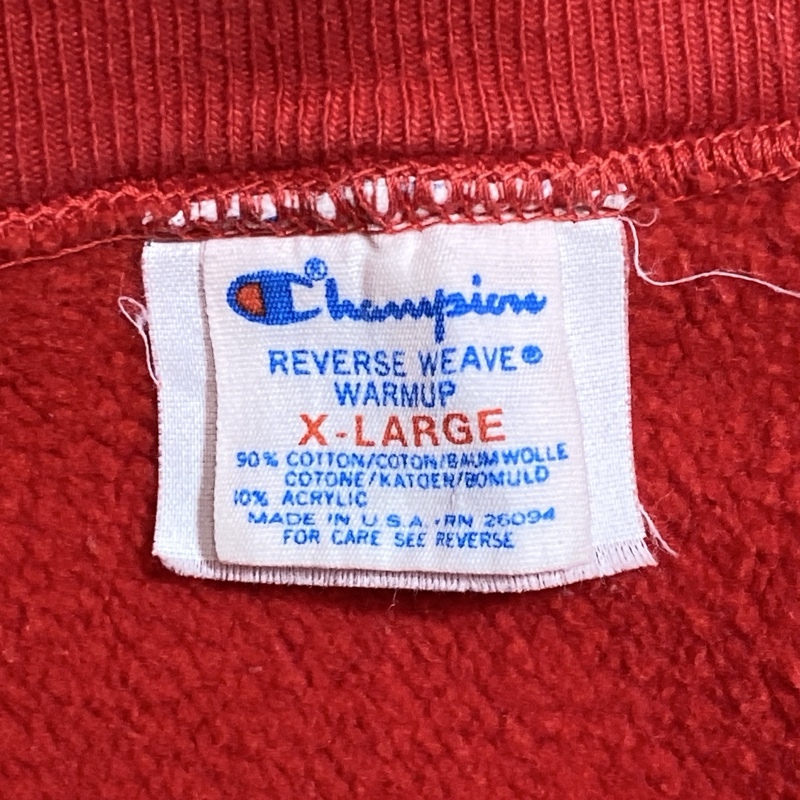 Champion®
REVERSE WEAVE®
WARMUP
X-LARGE
90% COTTON/COTON/BAUMWOLLE
COTONE/KATOEN/BOMULD
10% ACRYLIC
MADE IN U.S.A. RN 26094
FOR CARE SEE REVERSE